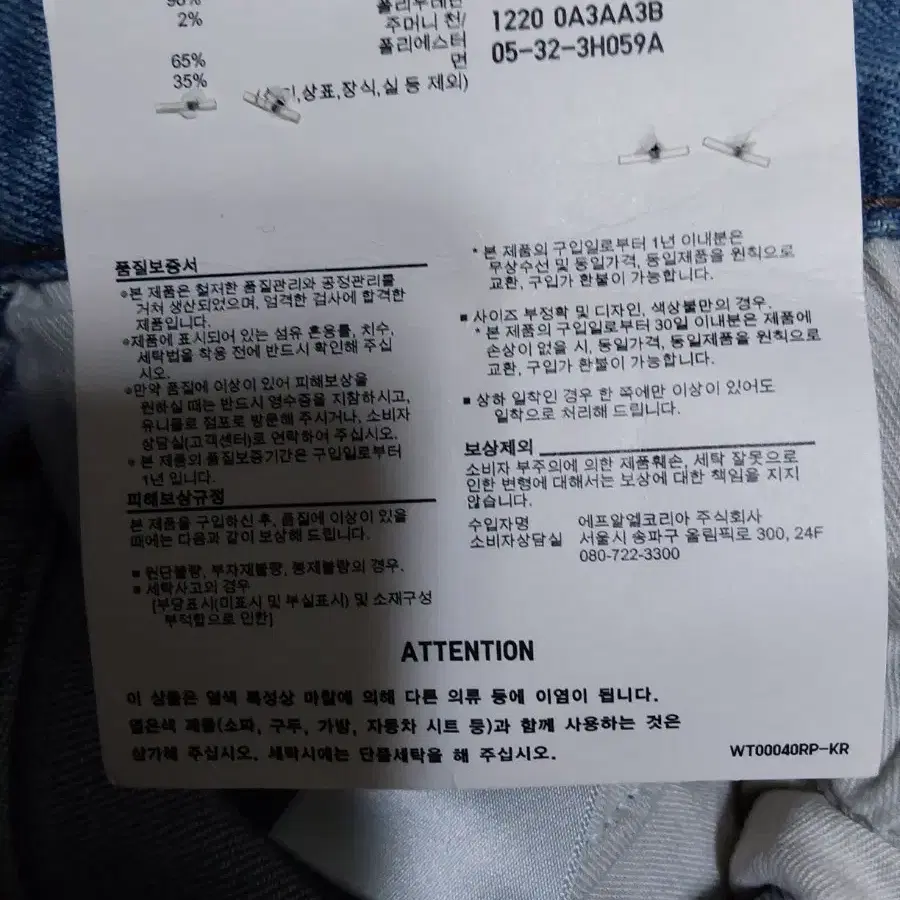 98%
2%
폴리우레탄
주머니 천/
폴리에스터
면
65%
35%
상표,장식,실 등 제외)
1220 0A3AA3B
05-32-3H059A
품질보증서
※본 제품은 철저한 품질관리와 공정관리를
거쳐 생산되었으며, 엄격한 검사에 합격한
제품입니다.
※제품에 표시되어 있는 섬유 혼용률, 치수,
세탁법을 착용 전에 반드시 확인해 주십
시오.
※만약 품질에 이상이 있어 피해보상을
원하실 때는 반드시 영수증을 지참하시고,
유니클로 점포로 방문해 주시거나, 소비자
상담실(고객센터)로 연락하여 주십시오.
※ 본 제품의 품질보증기간은 구입일로부터
1년 입니다.
피해보상규정
본 제품을 구입하신 후, 품질에 이상이 있을
때에는 다음과 같이 보상해 드립니다.
■ 원단불량, 부자재불량, 봉제불량의 경우.
■ 세탁사고의 경우
[부당표시(미표시 및 부실표시) 및 소재구성
부적합으로 인한]
* 본 제품의 구입일로부터 1년 이내분은
무상수선 및 동일가격, 동일제품을 원칙으로
교환, 구입가 환불이 가능합니다.
■ 사이즈 부정확 및 디자인, 색상불만의 경우.
* 본 제품의 구입일로부터 30일 이내분은 제품에
손상이 없을 시, 동일가격, 동일제품을 원칙으로
교환, 구입가 환불이 가능합니다.
■ 상하 일착인 경우 한 쪽에만 이상이 있어도
일착으로 처리해 드립니다.
보상제외
소비자 부주의에 의한 제품훼손, 세탁 잘못으로
인한 변형에 대해서는 보상에 대한 책임을 지지
않습니다.
수입자명 에프알엘코리아 주식회사
소비자상담실 서울시 송파구 올림픽로 300, 24F
080-722-3300
ATTENTION
이 상품은 염색 특성상 마찰에 의해 다른 의류 등에 이염이 됩니다.
옅은색 제품(소파, 구두, 가방, 자동차 시트 등)과 함께 사용하는 것은
삼가해 주십시오. 세탁시에는 단품세탁을 해 주십시오.
WT00040RP-KR